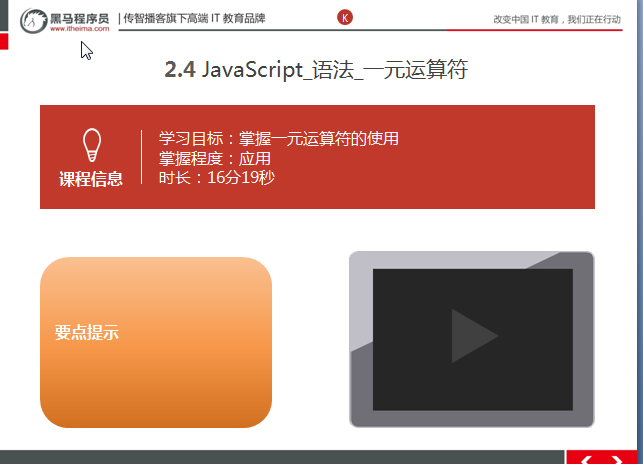 黑马程序员
www.itheima.com
传智播客旗下高端 IT 教育品牌
K
改变中国 IT 教育，我们正在行动
2.4 JavaScript_语法_一元运算符
课程信息
学习目标：掌握一元运算符的使用
掌握程度：应用
时长：16分19秒
要点提示